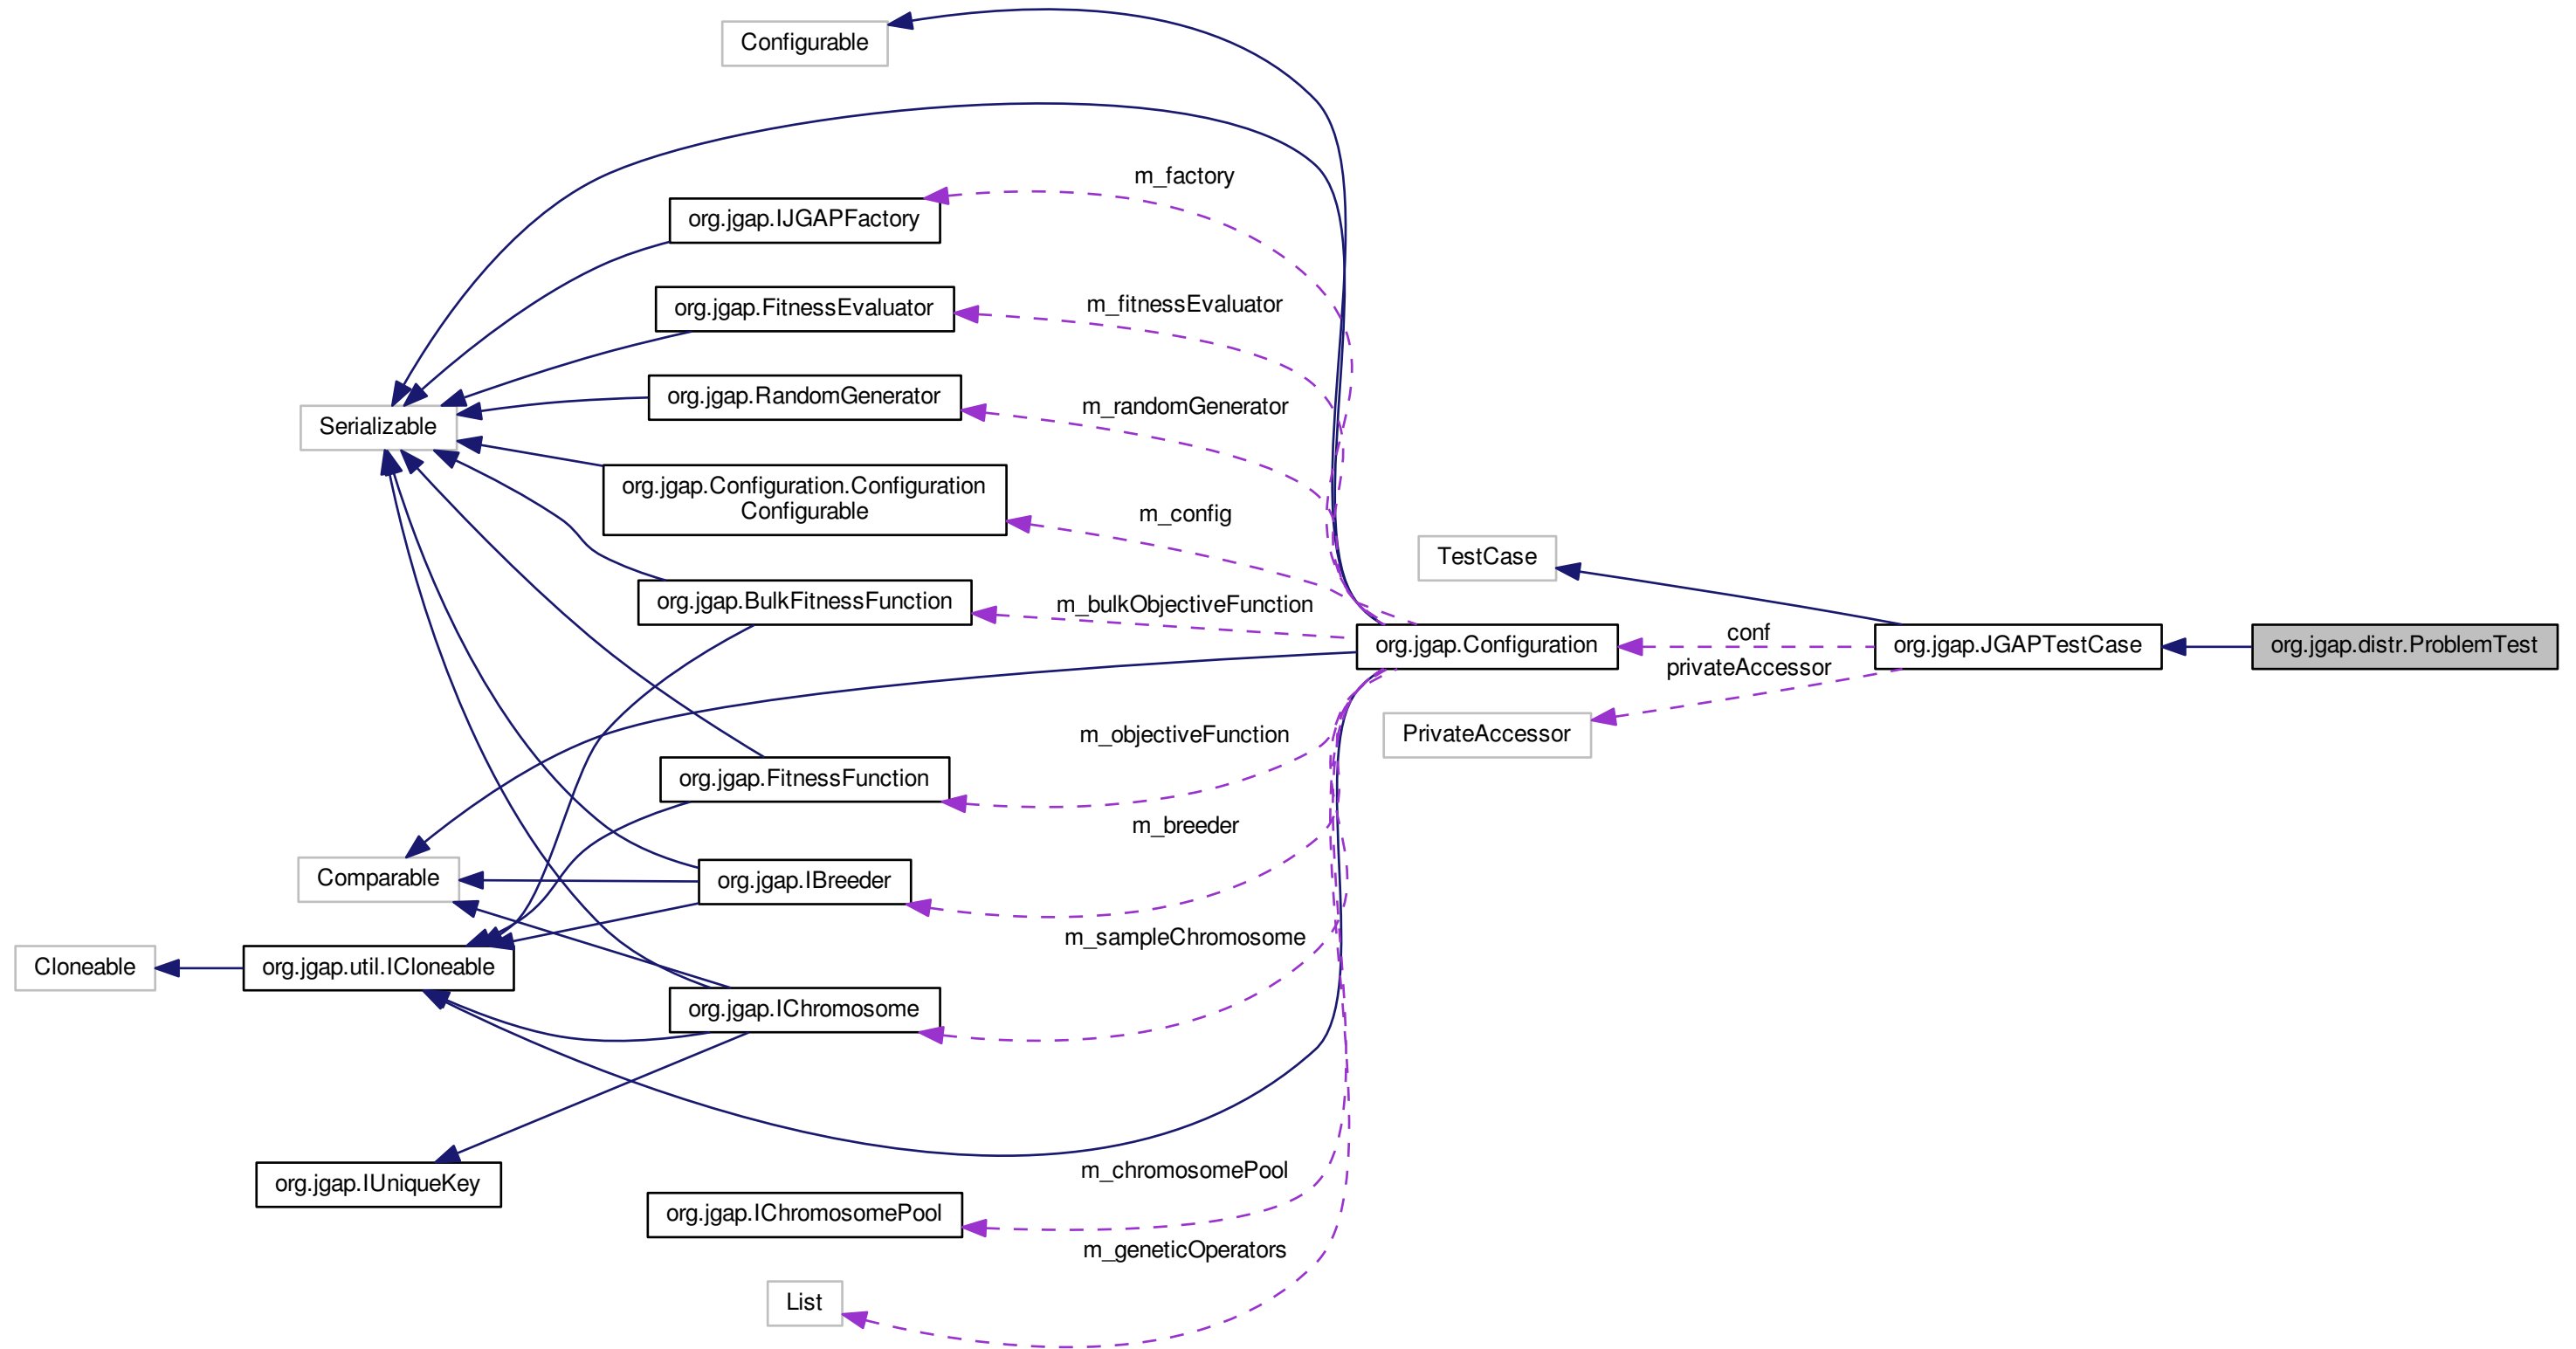 Configurable
m_factory
org.jgap.IJGAPFactory
m_fitnessEvaluator
org.jgap.FitnessEvaluator
org.jgap.RandomGenerator
m_randomGenerator
Serializable
org.jgap.Configuration.Configuration
Configurable
m_config
TestCase
org.jgap.BulkFitnessFunction
m_bulkObjectiveFunction
conf
org.jgap.Configuration
org.jgap.JGAPTestCase
org.jgap.distr.ProblemTest
privateAccessor
PrivateAccessor
m_objectiveFunction
org.jgap.FitnessFunction
m_breeder
Comparable
org.jgap.IBreeder
m_sampleChromosome
Cloneable
org.jgap.util.ICloneable
org.jgap.IChromosome
m_chromosomePool
org.jgap.IUniqueKey
org.jgap.IChromosomePool
m_geneticOperators
List